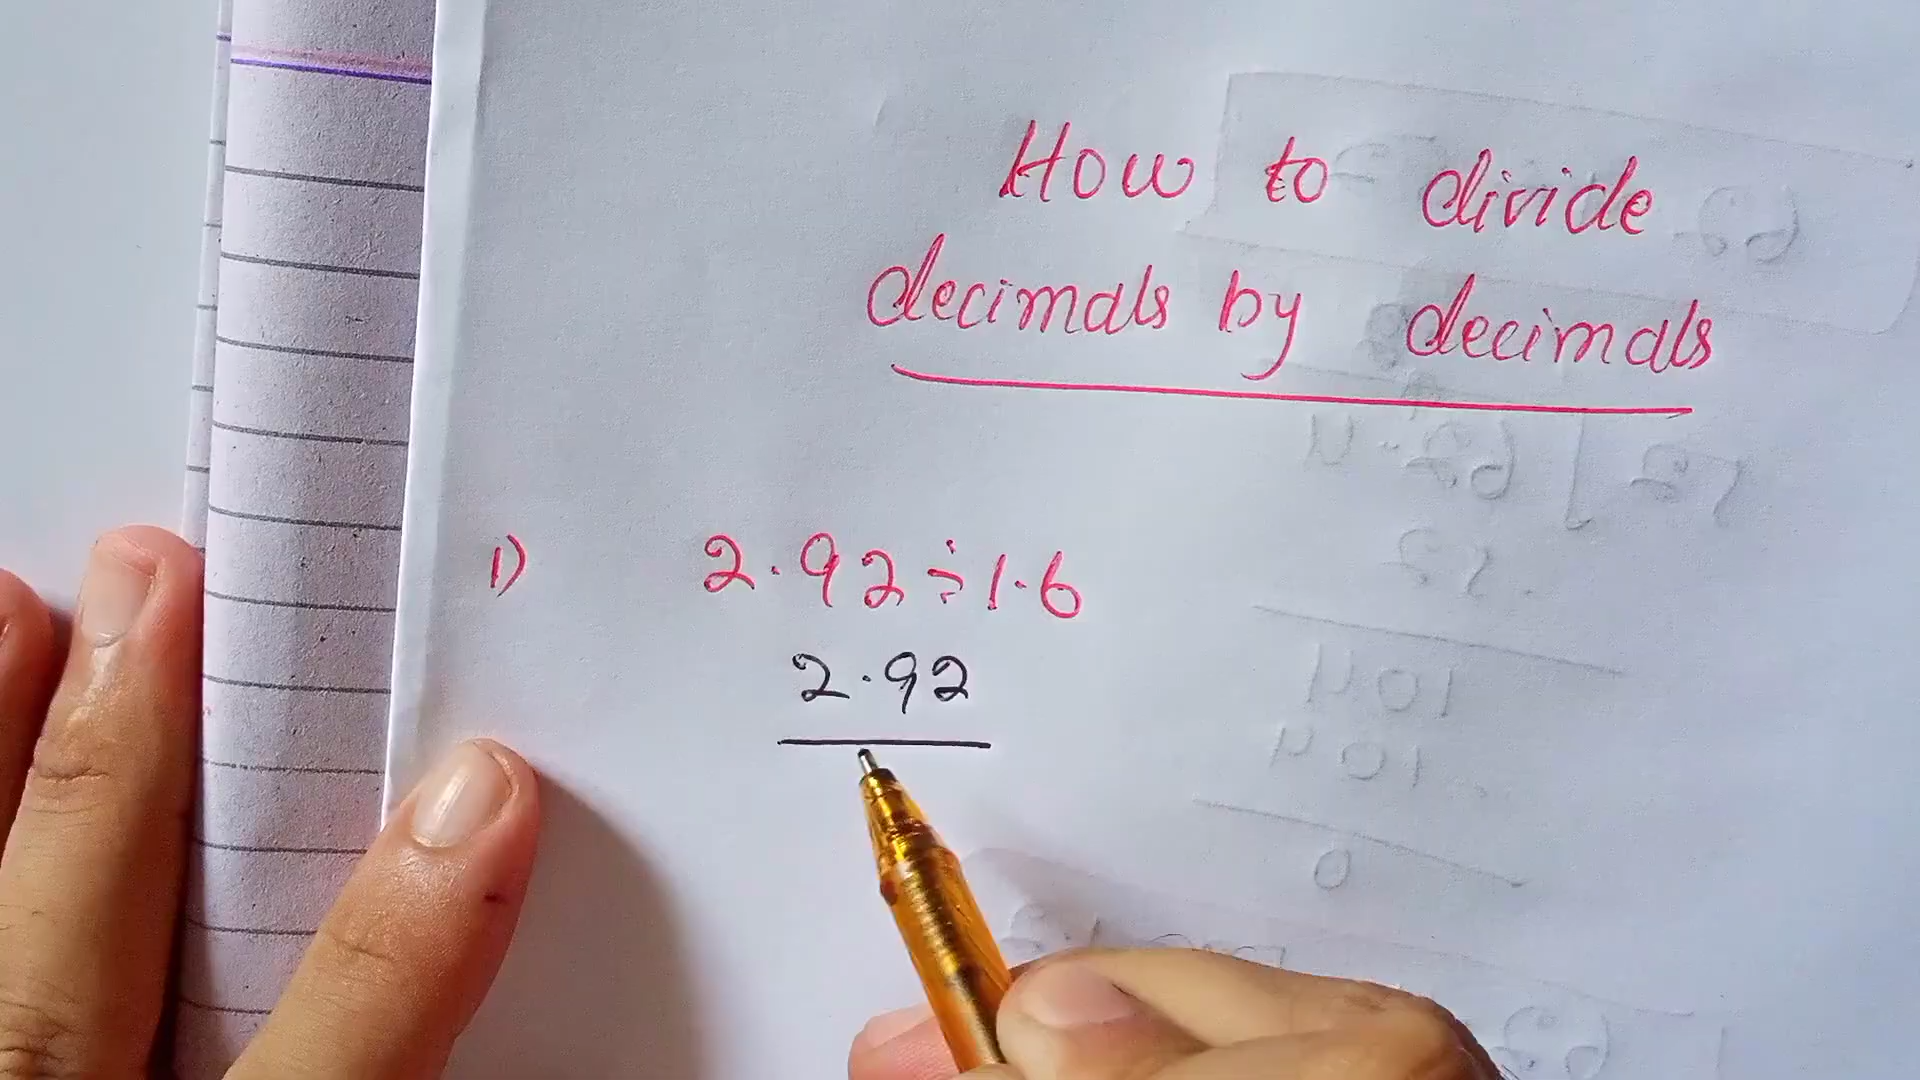 How to divide
decimals by decimals
1) 2.92÷1.6
2.92